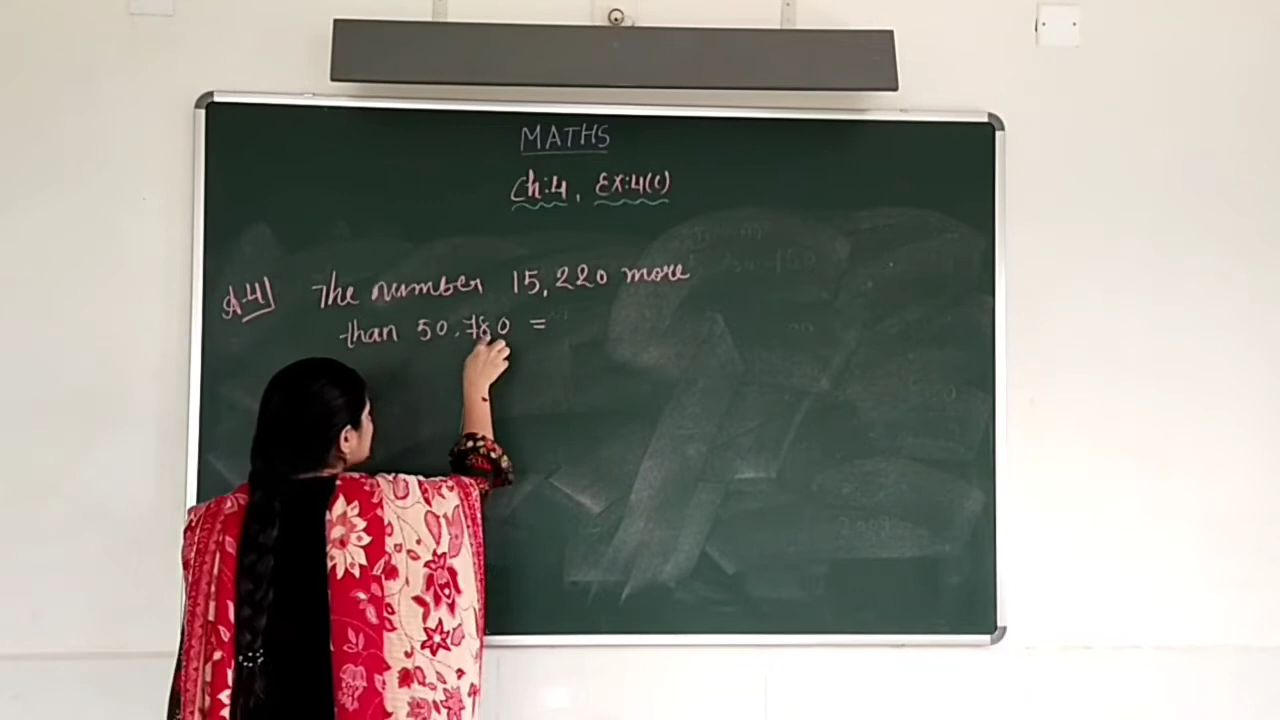 MATHS
Ch:4, Ex:4(c)
A.4) The number 15,220 more
than 50,780 =